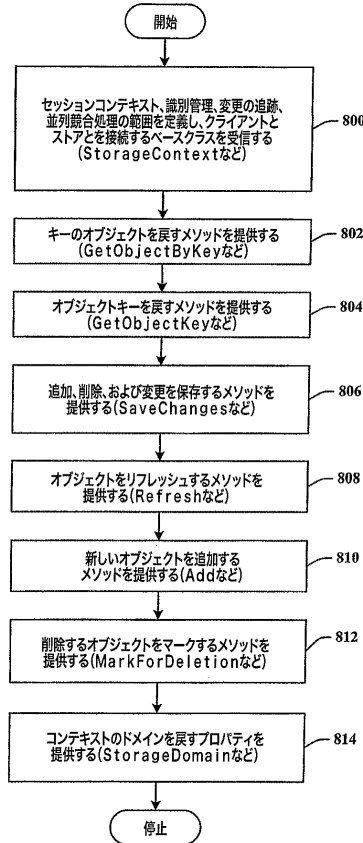 開始
セッションコンテキスト、識別管理、変更の追跡、
並列競合処理の範囲を定義し、クライアントと
ストアとを接続するベースクラスを受信する
(StorageContextなど)
800
キーのオブジェクトを戻すメソッドを提供する
(GetObjectByKeyなど)
802
オブジェクトキーを戻すメソッドを提供する
(GetObjectKeyなど)
804
追加、削除、および変更を保存するメソッドを
提供する(SaveChangesなど)
806
オブジェクトをリフレッシュするメソッドを
提供する(Refreshなど)
808
新しいオブジェクトを追加する
メソッドを提供する(Addなど)
810
削除するオブジェクトをマークするメソッドを
提供する(MarkForDeletionなど)
812
コンテキストのドメインを戻すプロパティを
提供する(StorageDomainなど)
814
停止